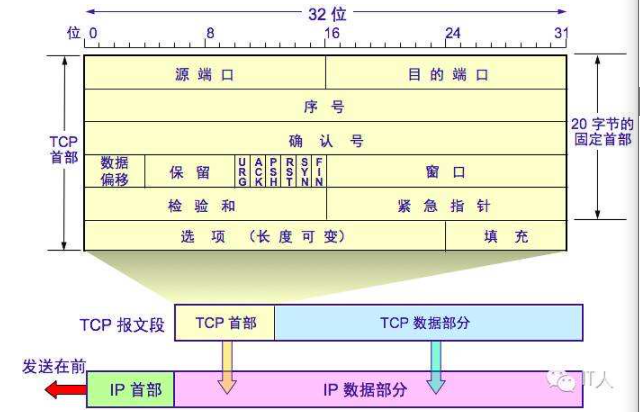 32 位
位 0 8 16 24 31
源 端 口 目 的 端 口
序 号
TCP
首部
20 字节的
固定首部
确 认 号
数据
偏移
保 留
URG
ACK
PSH
RST
SYN
FIN
窗 口
检 验 和 紧 急 指 针
选 项 （长 度 可 变） 填 充
TCP 报文段 TCP 首部 TCP 数据部分
发送在前
IP 首部 IP 数据部分
IT人